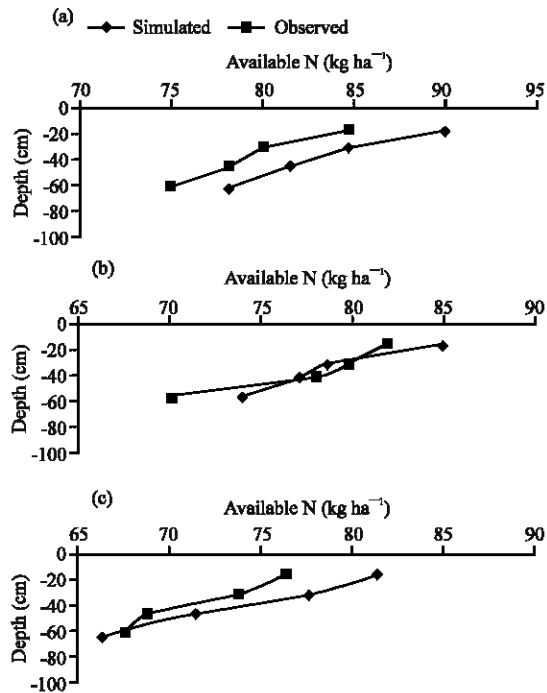 (a)
Simulated Observed
Available N (kg ha⁻¹)
70 75 80 85 90 95
0
-20
-40
-60
-80
-100
Depth (cm)
(b)
Available N (kg ha⁻¹)
65 70 75 80 85 90
0
-20
-40
-60
-80
-100
Depth (cm)
(c)
Available N (kg ha⁻¹)
65 70 75 80 85 90
0
-20
-40
-60
-80
-100
Depth (cm)